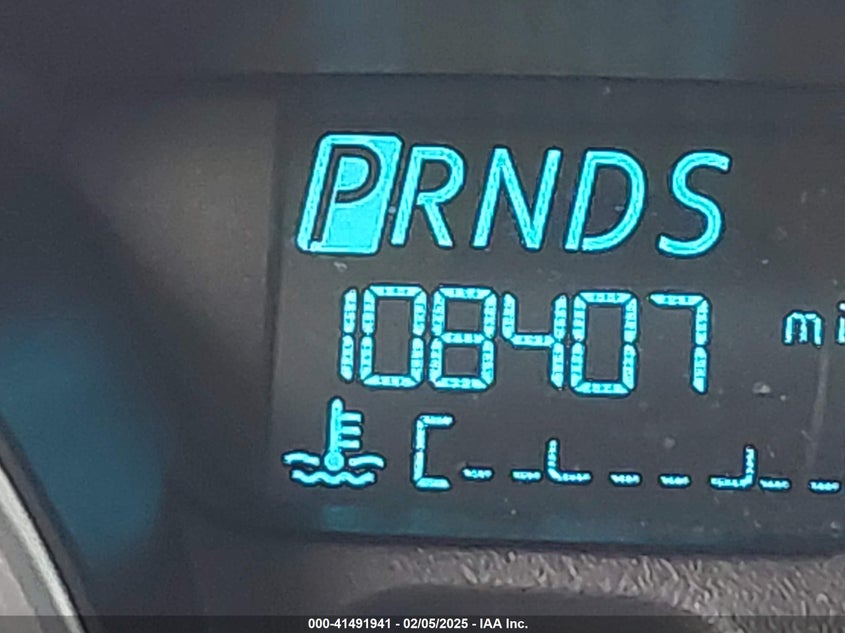 PRNDS
108407 mi
C
000-41491941 - 02/05/2025 - IAA Inc.